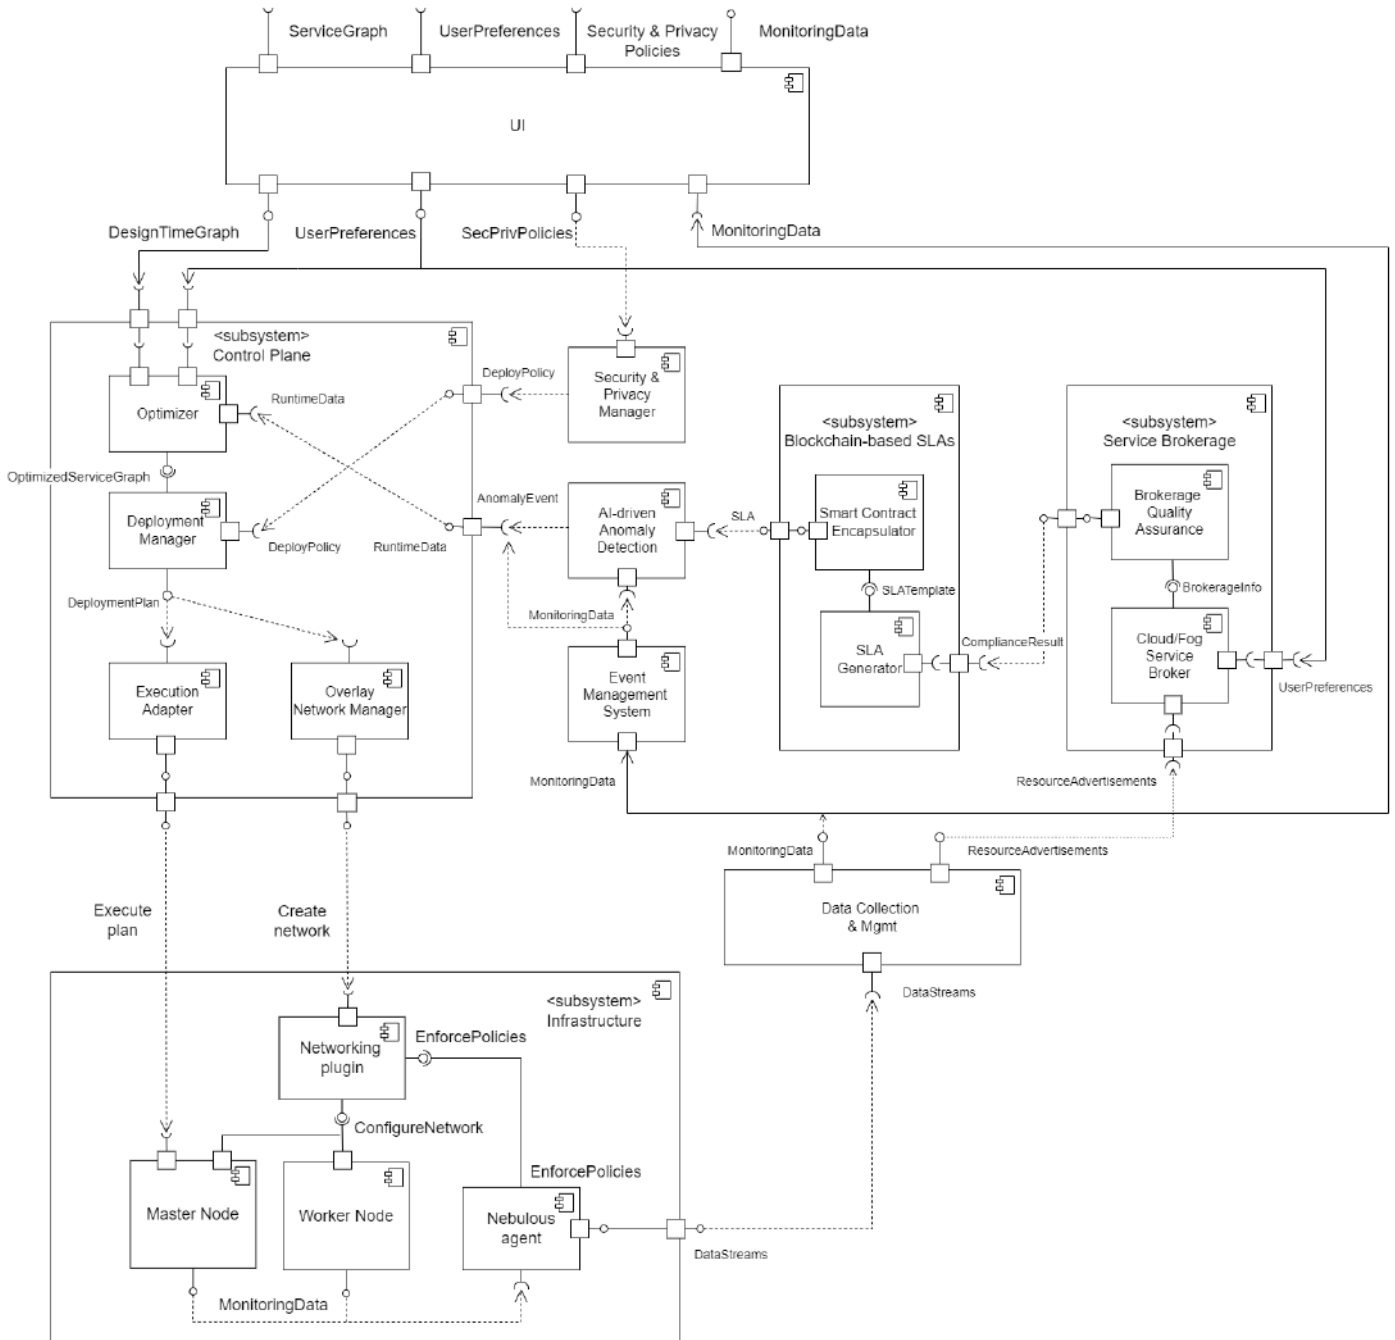 ServiceGraph
UserPreferences
Security & Privacy
Policies
MonitoringData
UI
DesignTimeGraph
UserPreferences
SecPrivPolicies
MonitoringData
<subsystem>
Control Plane
Optimizer
RuntimeData
OptimizedServiceGraph
Deployment
Manager
DeployPolicy
RuntimeData
DeploymentPlan
Execution
Adapter
Overlay
Network Manager
DeployPolicy
Security &
Privacy
Manager
AnomalyEvent
AI-driven
Anomaly
Detection
SLA
MonitoringData
Event
Management
System
MonitoringData
<subsystem>
Blockchain-based SLAs
Smart Contract
Encapsulator
SLATemplate
SLA
Generator
ComplianceResult
<subsystem>
Service Brokerage
Brokerage
Quality
Assurance
BrokerageInfo
Cloud/Fog
Service
Broker
UserPreferences
ResourceAdvertisements
MonitoringData
ResourceAdvertisements
Data Collection
& Mgmt
DataStreams
Execute
plan
Create
network
<subsystem>
Infrastructure
Networking
plugin
EnforcePolicies
ConfigureNetwork
EnforcePolicies
Master Node
Worker Node
Nebulous
agent
DataStreams
MonitoringData